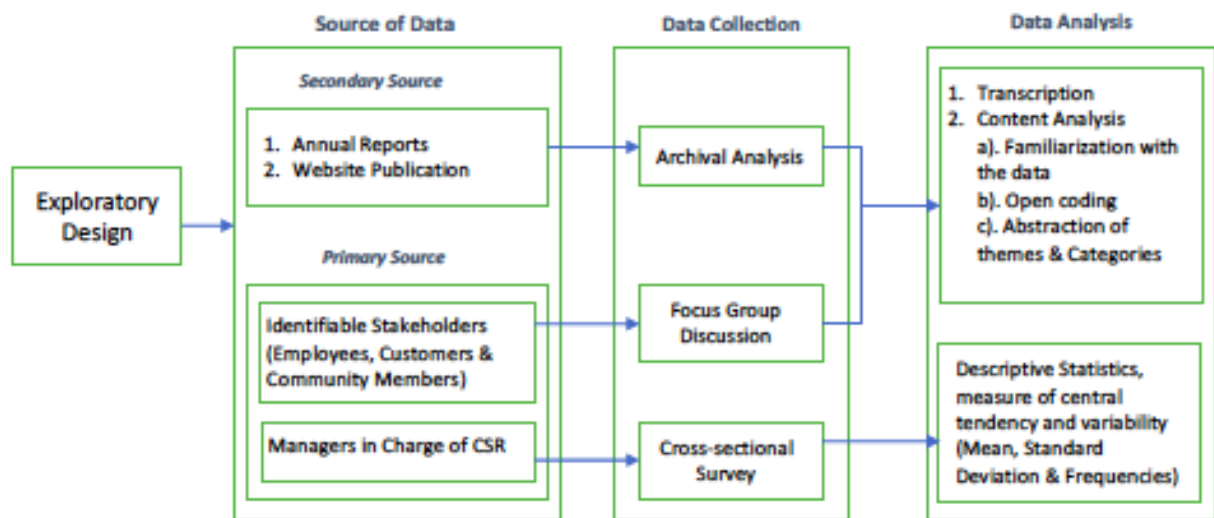 Source of Data
Data Collection
Data Analysis
Exploratory
Design
Secondary Source
1. Annual Reports
2. Website Publication
Primary Source
Identifiable Stakeholders
(Employees, Customers &
Community Members)
Managers in Charge of CSR
Archival Analysis
Focus Group
Discussion
Cross-sectional
Survey
1. Transcription
2. Content Analysis
a). Familiarization with
the data
b). Open coding
c). Abstraction of
themes & Categories
Descriptive Statistics,
measure of central
tendency and variability
(Mean, Standard
Deviation & Frequencies)